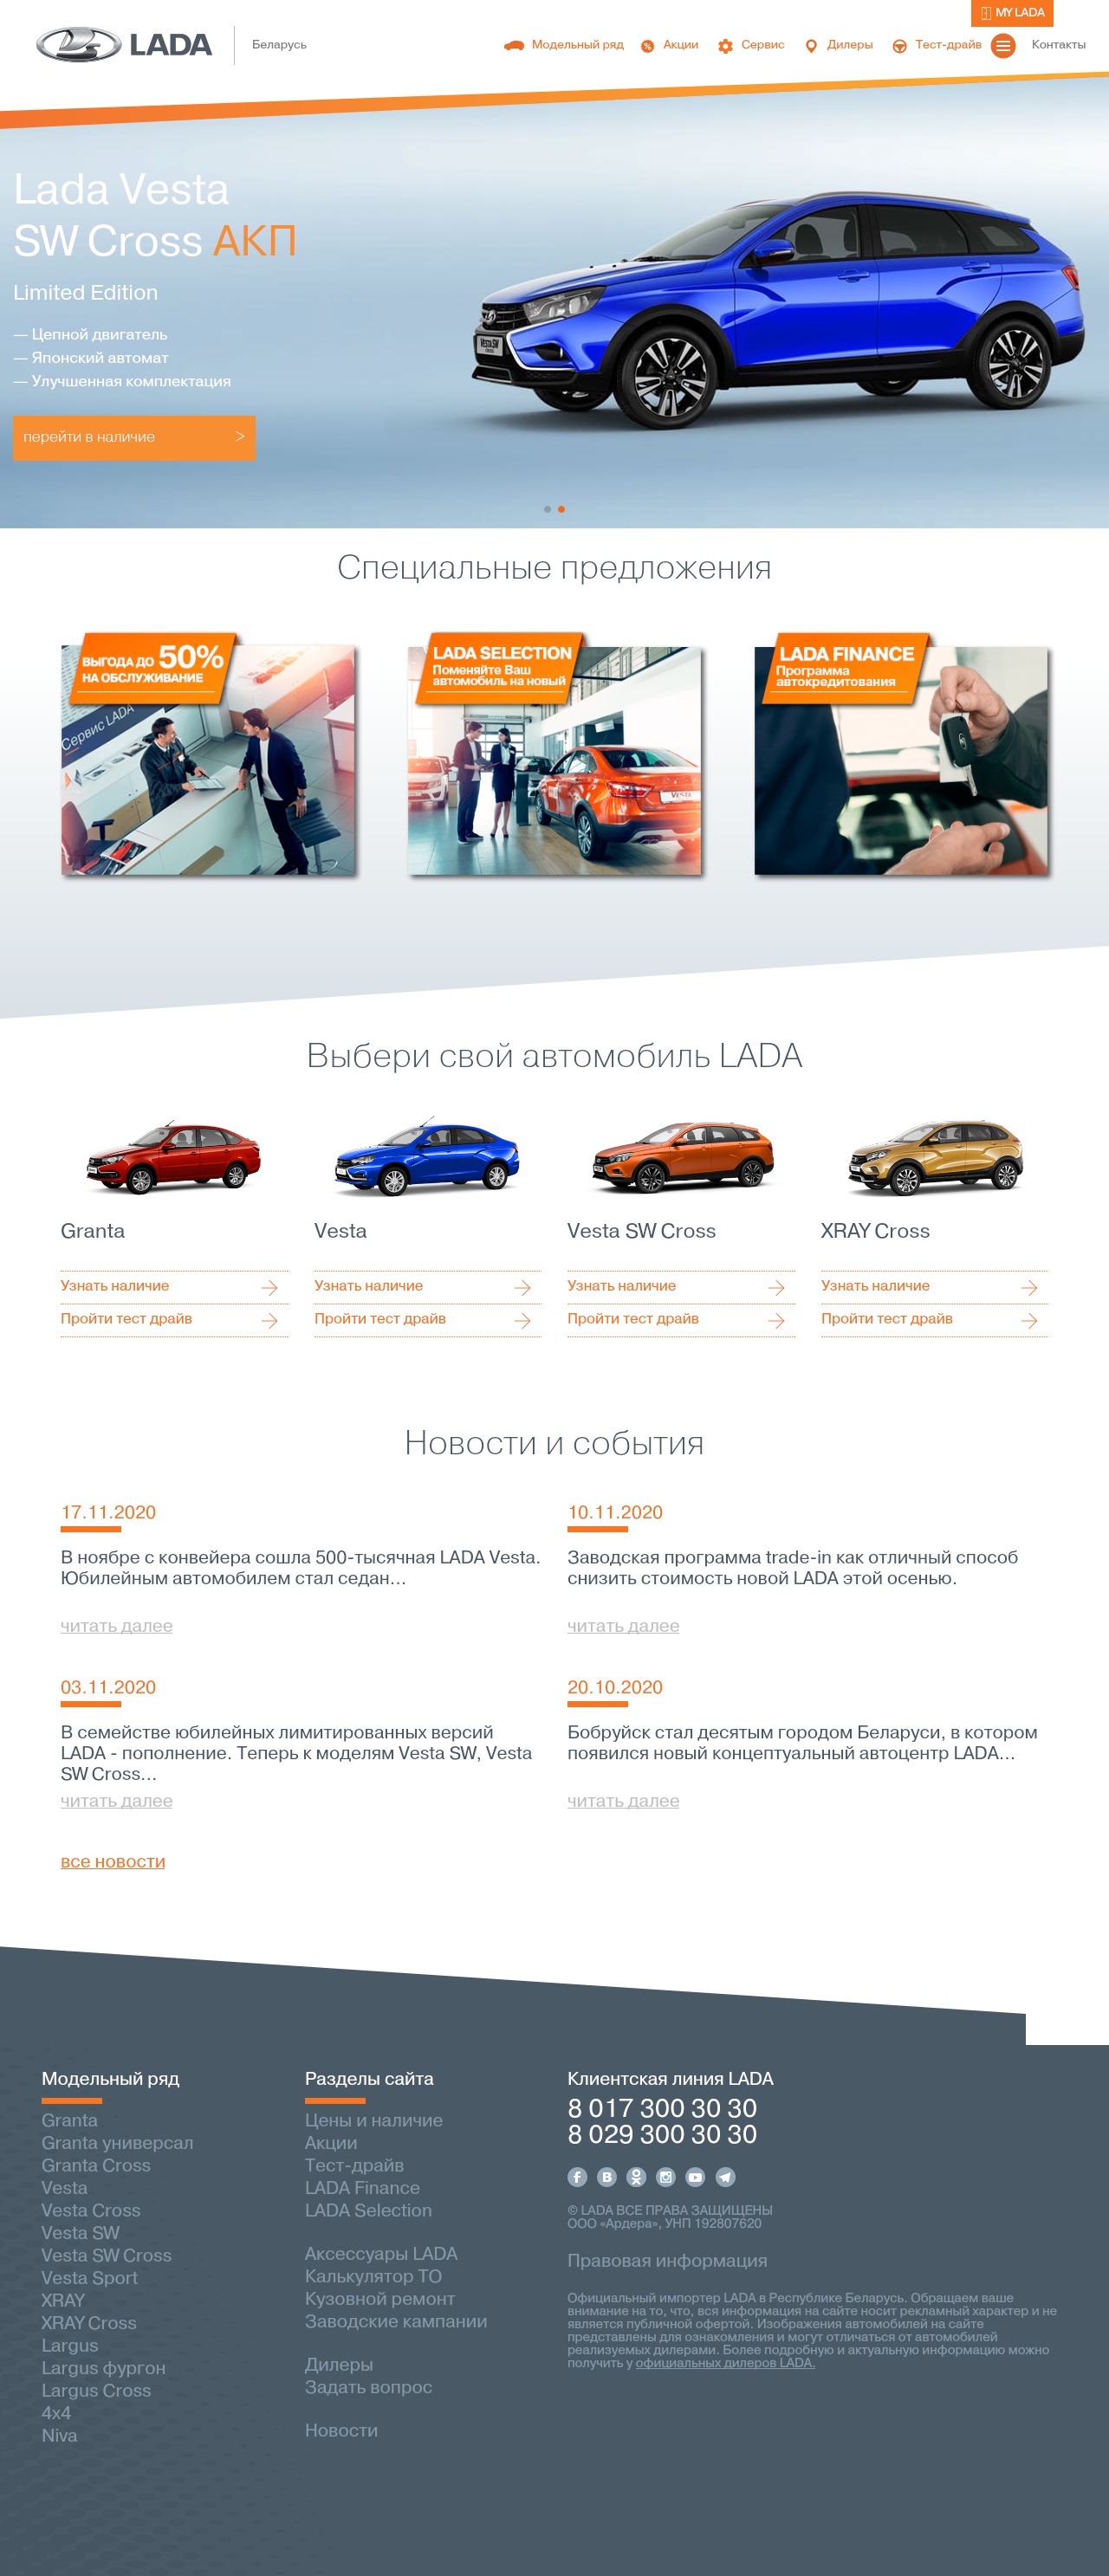 MY LADA
LADA
Беларусь
Модельный ряд
Акции
Сервис
Дилеры
Тест-драйв
Контакты
Lada Vesta
SW Cross АКП
Limited Edition
— Цепной двигатель
— Японский автомат
— Улучшенная комплектация
перейти в наличие >
VESTA SW
Специальные предложения
ВЫГОДА ДО 50%
НА ОБСЛУЖИВАНИЕ
Сервис LADA
LADA SELECTION
Поменяйте Ваш
автомобиль на новый
VESTA
LADA FINANCE
Программа
автокредитования
Выбери свой автомобиль LADA
Granta
Узнать наличие
Пройти тест драйв
Vesta
Узнать наличие
Пройти тест драйв
Vesta SW Cross
Узнать наличие
Пройти тест драйв
XRAY Cross
Узнать наличие
Пройти тест драйв
Новости и события
17.11.2020
В ноябре с конвейера сошла 500-тысячная LADA Vesta.
Юбилейным автомобилем стал седан...
читать далее
10.11.2020
Заводская программа trade-in как отличный способ
снизить стоимость новой LADA этой осенью.
читать далее
03.11.2020
В семействе юбилейных лимитированных версий
LADA - пополнение. Теперь к моделям Vesta SW, Vesta
SW Cross...
читать далее
20.10.2020
Бобруйск стал десятым городом Беларуси, в котором
появился новый концептуальный автоцентр LADA...
читать далее
все новости
Модельный ряд
Granta
Granta универсал
Granta Cross
Vesta
Vesta Cross
Vesta SW
Vesta SW Cross
Vesta Sport
XRAY
XRAY Cross
Largus
Largus фургон
Largus Cross
4x4
Niva
Разделы сайта
Цены и наличие
Акции
Тест-драйв
LADA Finance
LADA Selection
Аксессуары LADA
Калькулятор ТО
Кузовной ремонт
Заводские кампании
Дилеры
Задать вопрос
Новости
Клиентская линия LADA
8 017 300 30 30
8 029 300 30 30
© LADA ВСЕ ПРАВА ЗАЩИЩЕНЫ
ООО «Ардера», УНП 192807620
Правовая информация
Официальный импортер LADA в Республике Беларусь. Обращаем ваше
внимание на то, что, вся информация на сайте носит рекламный характер и не
является публичной офертой. Изображения автомобилей на сайте
представлены для ознакомления и могут отличаться от автомобилей
реализуемых дилерами. Более подробную и актуальную информацию можно
получить у официальных дилеров LADA.